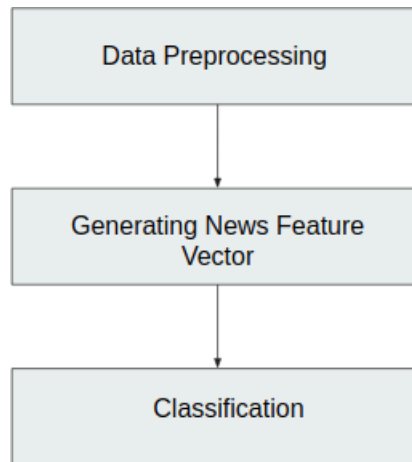 Data Preprocessing
Generating News Feature
Vector
Classification